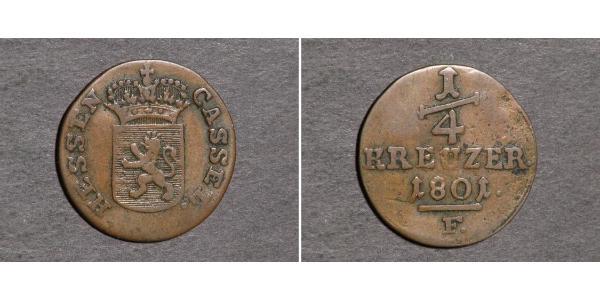 HESSEN CASSEL.
1/4
KREUZER
1801.
F.